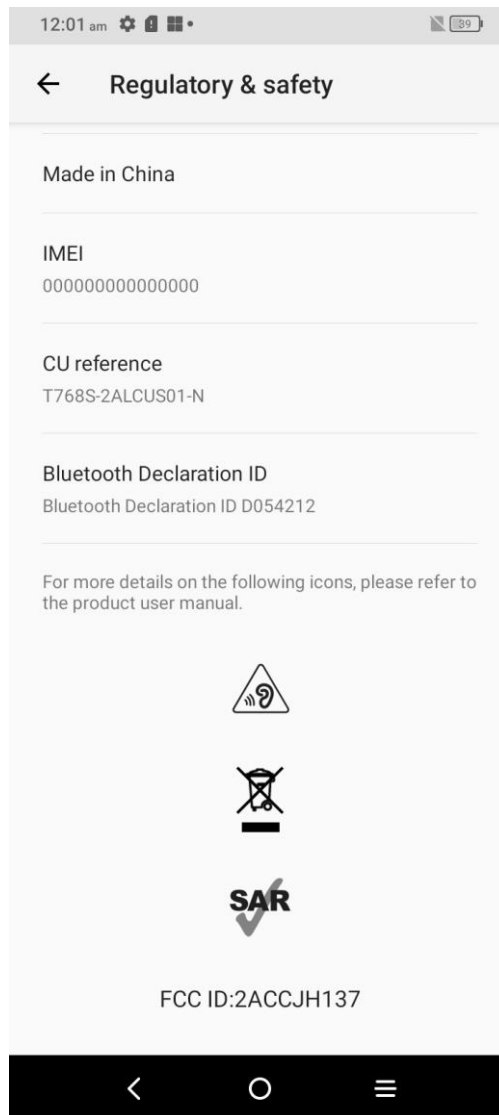 12:01 am
39
Regulatory & safety
Made in China
IMEI
000000000000000
CU reference
T768S-2ALCUS01-N
Bluetooth Declaration ID
Bluetooth Declaration ID D054212
For more details on the following icons, please refer to
the product user manual.
SAR
FCC ID:2ACCJH137